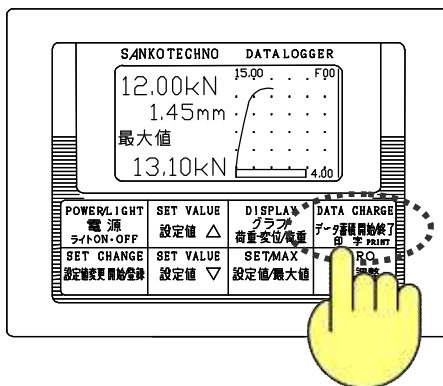 SANKOTECHNO DATALOGGER
12.00kN
1.45mm
最大値
13.10kN
15.00
F00
4.00
POWER/LIGHT
電源
ライトON・OFF
SET VALUE
設定値 △
DISPLAY
グラフ
荷重・変位/荷重
DATA CHARGE
データ蓄積開始/終了
印 字 PRINT
SET CHANGE
設定値変更開始/登録
SET VALUE
設定値 ▽
SET/MAX
設定値/最大値
RO
調整